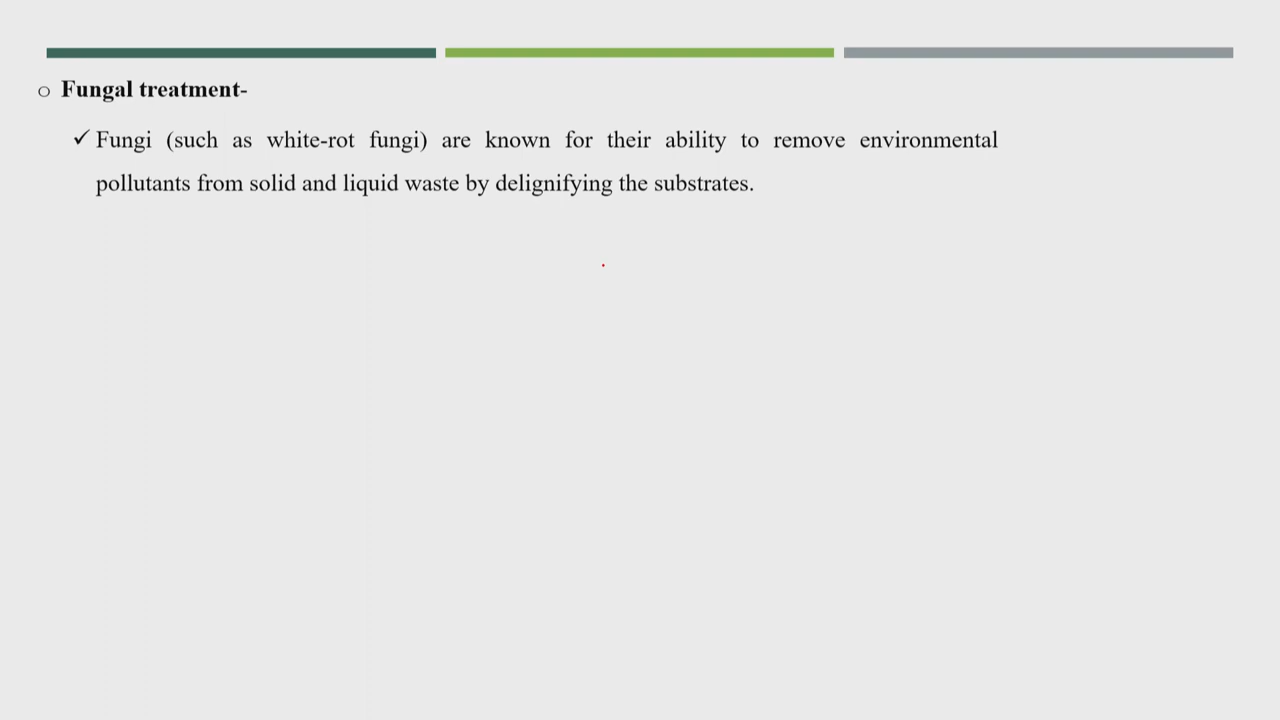 o Fungal treatment-
✓ Fungi (such as white-rot fungi) are known for their ability to remove environmental
pollutants from solid and liquid waste by delignifying the substrates.